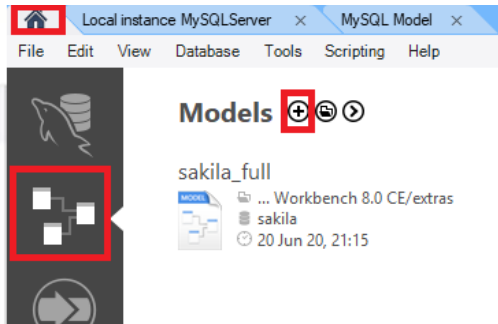 Local instance MySQLServer × MySQL Model ×
File Edit View Database Tools Scripting Help
Models
sakila_full
MODEL
... Workbench 8.0 CE/extras
sakila
20 Jun 20, 21:15